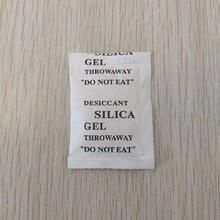 SILICA
GEL
THROWAWAY
"DO NOT EAT"
DESICCANT
SILICA
GEL
THROWAWAY
"DO NOT EAT"